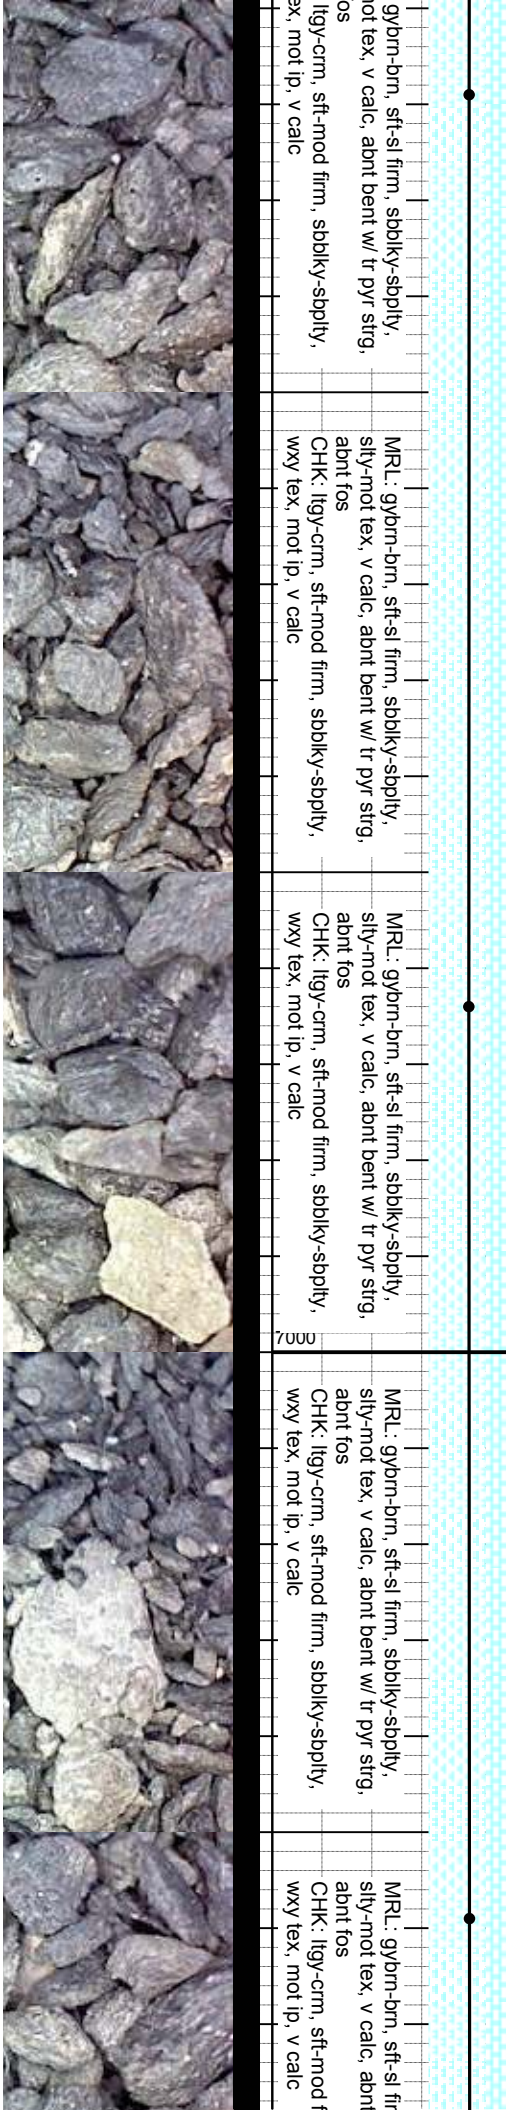 gybrn-brn, sft-sl firm, sbblky-sbplty,
mot tex, v calc, abnt bent w/ tr pyr strg,
fos
ltgy-crm, sft-mod firm, sbblky-sbplty,
tex, mot ip, v calc
MRL: gybrn-brn, sft-sl firm, sbblky-sbplty,
slty-mot tex, v calc, abnt bent w/ tr pyr strg,
abnt fos
CHK: ltgy-crm, sft-mod firm, sbblky-sbplty,
wxy tex, mot ip, v calc
MRL: gybrn-brn, sft-sl firm, sbblky-sbplty,
slty-mot tex, v calc, abnt bent w/ tr pyr strg,
abnt fos
CHK: ltgy-crm, sft-mod firm, sbblky-sbplty,
wxy tex, mot ip, v calc
7000
MRL: gybrn-brn, sft-sl firm, sbblky-sbplty,
slty-mot tex, v calc, abnt bent w/ tr pyr strg,
abnt fos
CHK: ltgy-crm, sft-mod firm, sbblky-sbplty,
wxy tex, mot ip, v calc
MRL: gybrn-brn, sft-sl fir
slty-mot tex, v calc, abnt
abnt fos
CHK: ltgy-crm, sft-mod f
wxy tex, mot ip, v calc